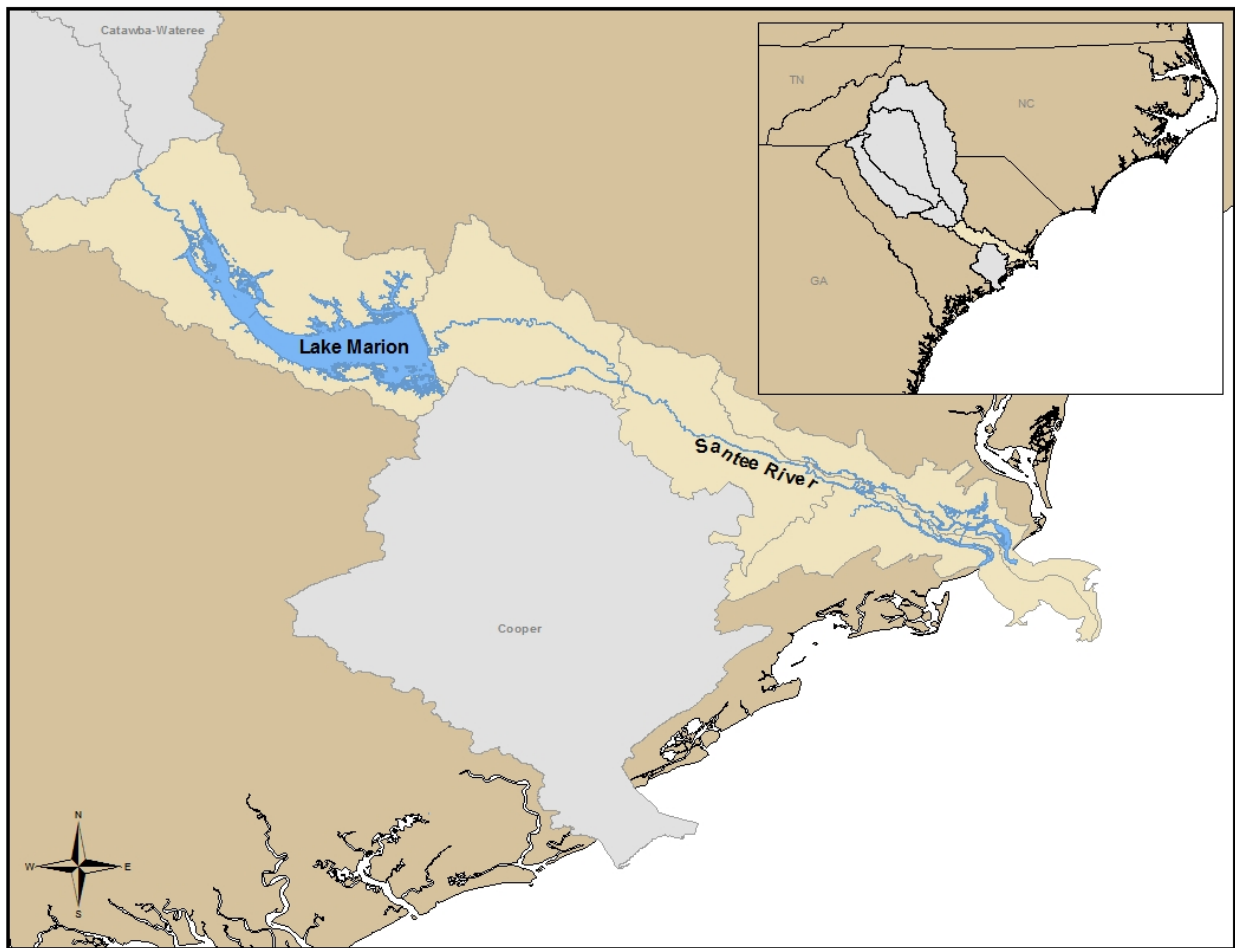 Catawba-Wateree
TN
NC
GA
Lake Marion
Santee River
Cooper
N
W
E
S